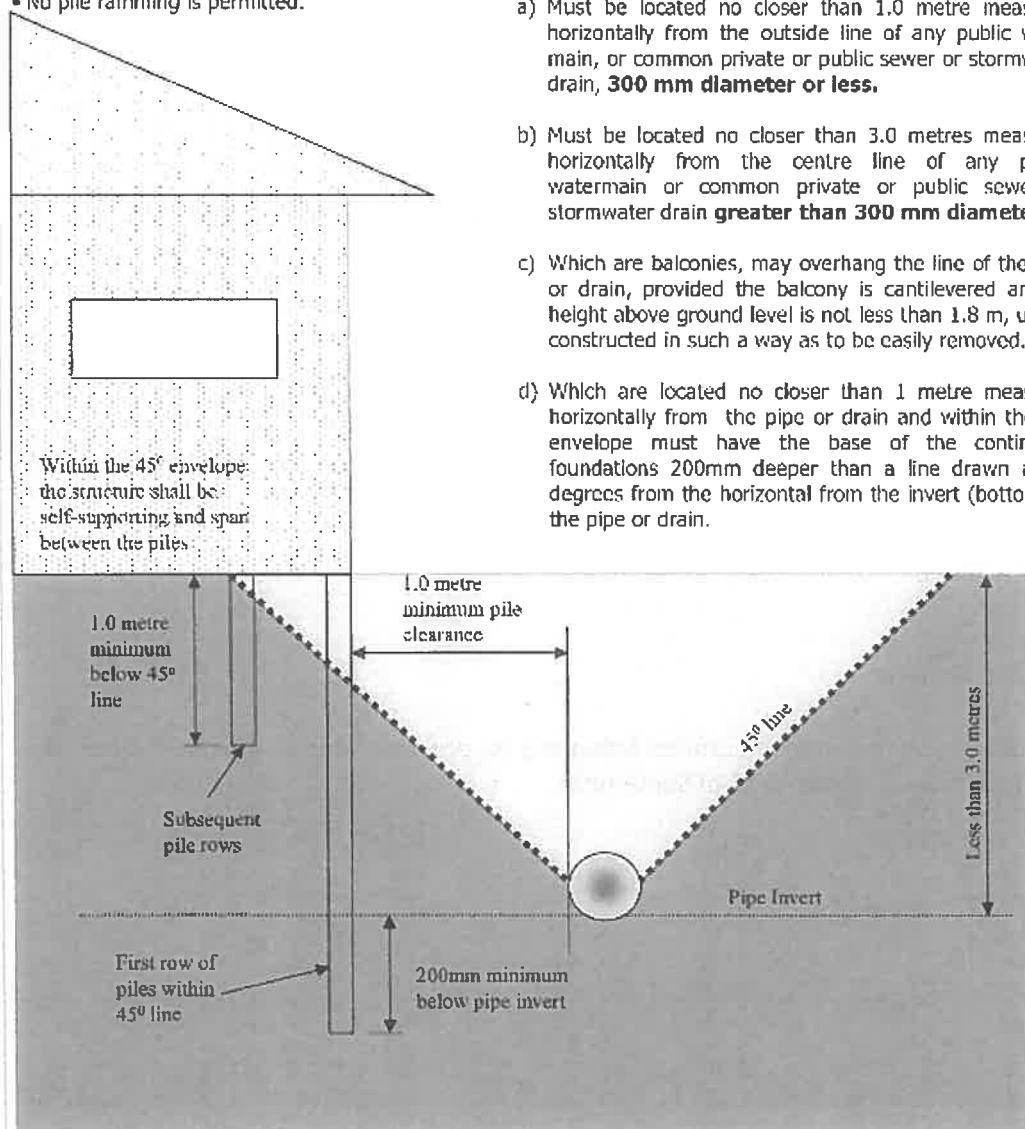 • No pile ramming is permitted.
a) Must be located no closer than 1.0 metre
horizontally from the outside line of any public
main, or common private or public sewer or
drain, 300 mm diameter or less.
b) Must be located no closer than 3.0 metres
horizontally from the centre line of any
watermain or common private or public
stormwater drain greater than 300 mm
c) Which are balconies, may overhang the line of the
or drain, provided the balcony is cantilevered
height above ground level is not less than 1.8 m,
constructed in such a way as to be easily removed.
d) Which are located no closer than 1 metre
horizontally from the pipe or drain and within
envelope must have the base of the
foundations 200mm deeper than a line drawn
degrees from the horizontal from the invert
the pipe or drain.
Within the 45° envelope
the structure shall be
self-supporting and span
between the piles
1.0 metre
minimum pile
clearance
1.0 metre
minimum
below 45°
line
45° line
Less than 3.0 metres
Subsequent
pile rows
Pipe Invert
First row of
piles within
45° line
200mm minimum
below pipe invert